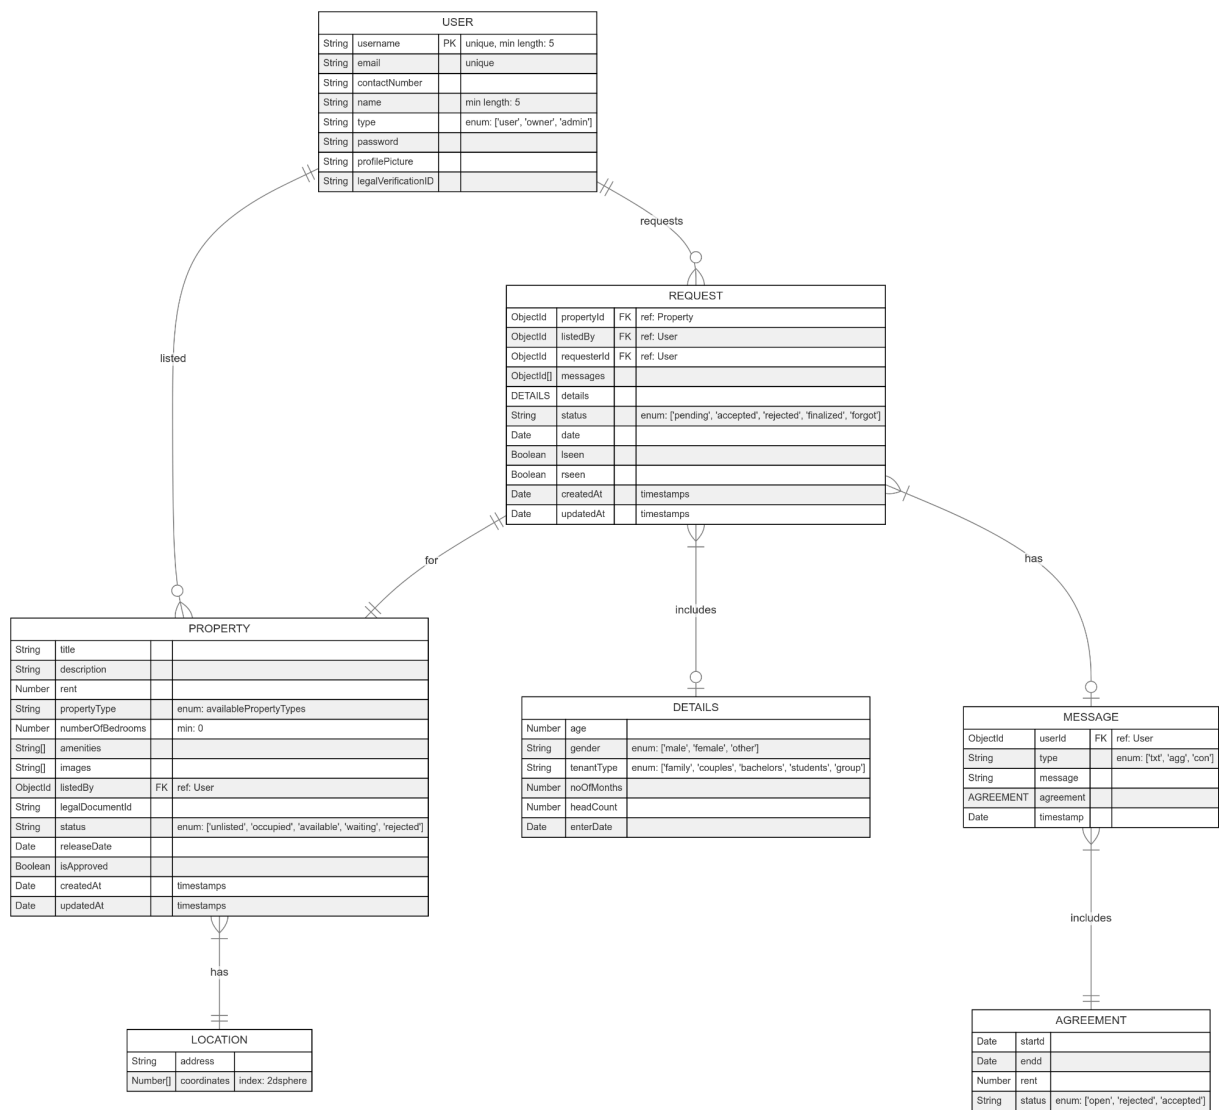 USER
String username PK unique, min length: 5
String email unique
String contactNumber
String name min length: 5
String type enum: ['user', 'owner', 'admin']
String password
String profilePicture
String legalVerificationID
requests
REQUEST
ObjectId propertyId FK ref: Property
ObjectId listedBy FK ref: User
ObjectId requesterId FK ref: User
ObjectId[] messages
DETAILS details
String status enum: ['pending', 'accepted', 'rejected', 'finalized', 'forgot']
Date date
Boolean lseen
Boolean rseen
Date createdAt timestamps
Date updatedAt timestamps
listed
for
includes
has
PROPERTY
String title
String description
Number rent
String propertyType enum: availablePropertyTypes
Number numberOfBedrooms min: 0
String[] amenities
String[] images
ObjectId listedBy FK ref: User
String legalDocumentId
String status enum: ['unlisted', 'occupied', 'available', 'waiting', 'rejected']
Date releaseDate
Boolean isApproved
Date createdAt timestamps
Date updatedAt timestamps
DETAILS
Number age
String gender enum: ['male', 'female', 'other']
String tenantType enum: ['family', 'couples', 'bachelors', 'students', 'group']
Number noOfMonths
Number headCount
Date enterDate
MESSAGE
ObjectId userId FK ref: User
String type enum: ['txt', 'agg', 'con']
String message
AGREEMENT agreement
Date timestamp
includes
has
LOCATION
String address
Number[] coordinates index: 2dsphere
AGREEMENT
Date startd
Date endd
Number rent
String status enum: ['open', 'rejected', 'accepted']